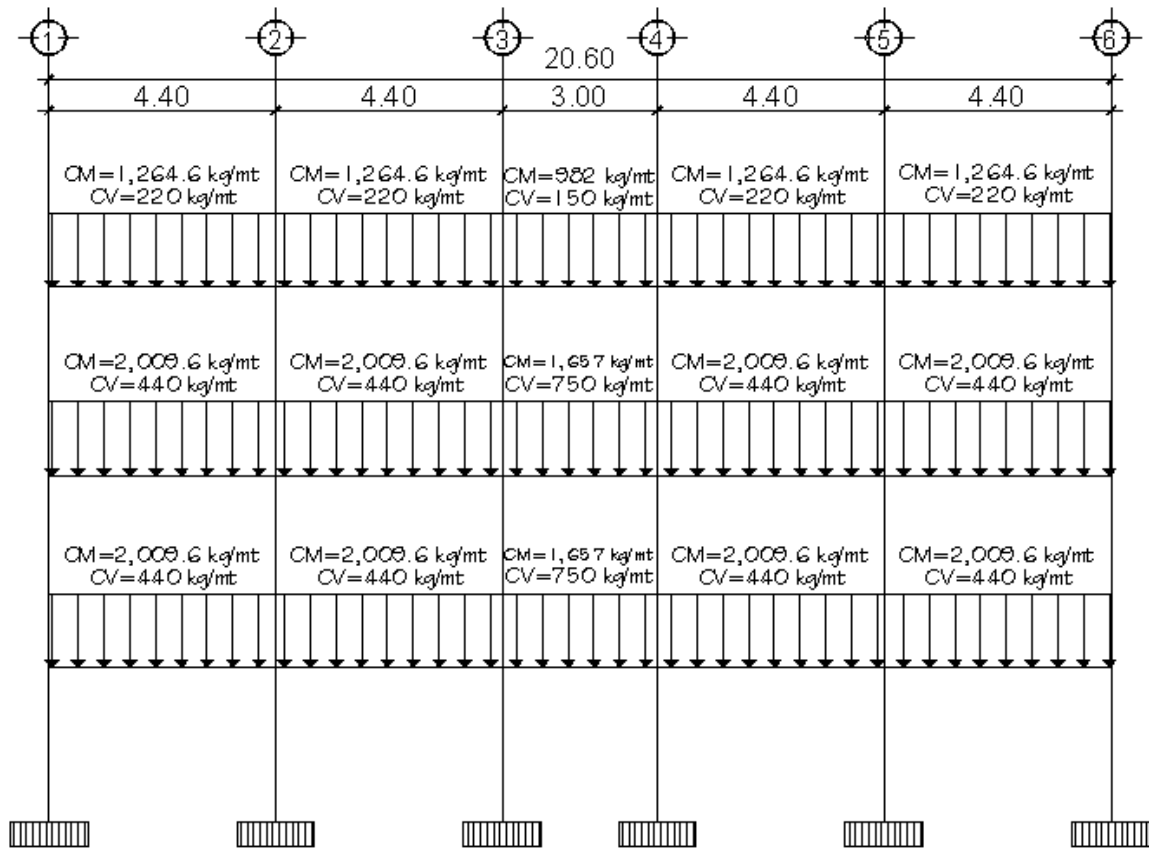 1 2 3 4 5 6
20.60
4.40 4.40 3.00 4.40 4.40
CM=1,264.6 kg/mt CM=1,264.6 kg/mt CM=982 kg/mt CM=1,264.6 kg/mt CM=1,264.6 kg/mt
CV=220 kg/mt CV=220 kg/mt CV=150 kg/mt CV=220 kg/mt CV=220 kg/mt
CM=2,009.6 kg/mt CM=2,009.6 kg/mt CM=1,657 kg/mt CM=2,009.6 kg/mt CM=2,009.6 kg/mt
CV=440 kg/mt CV=440 kg/mt CV=750 kg/mt CV=440 kg/mt CV=440 kg/mt
CM=2,009.6 kg/mt CM=2,009.6 kg/mt CM=1,657 kg/mt CM=2,009.6 kg/mt CM=2,009.6 kg/mt
CV=440 kg/mt CV=440 kg/mt CV=750 kg/mt CV=440 kg/mt CV=440 kg/mt